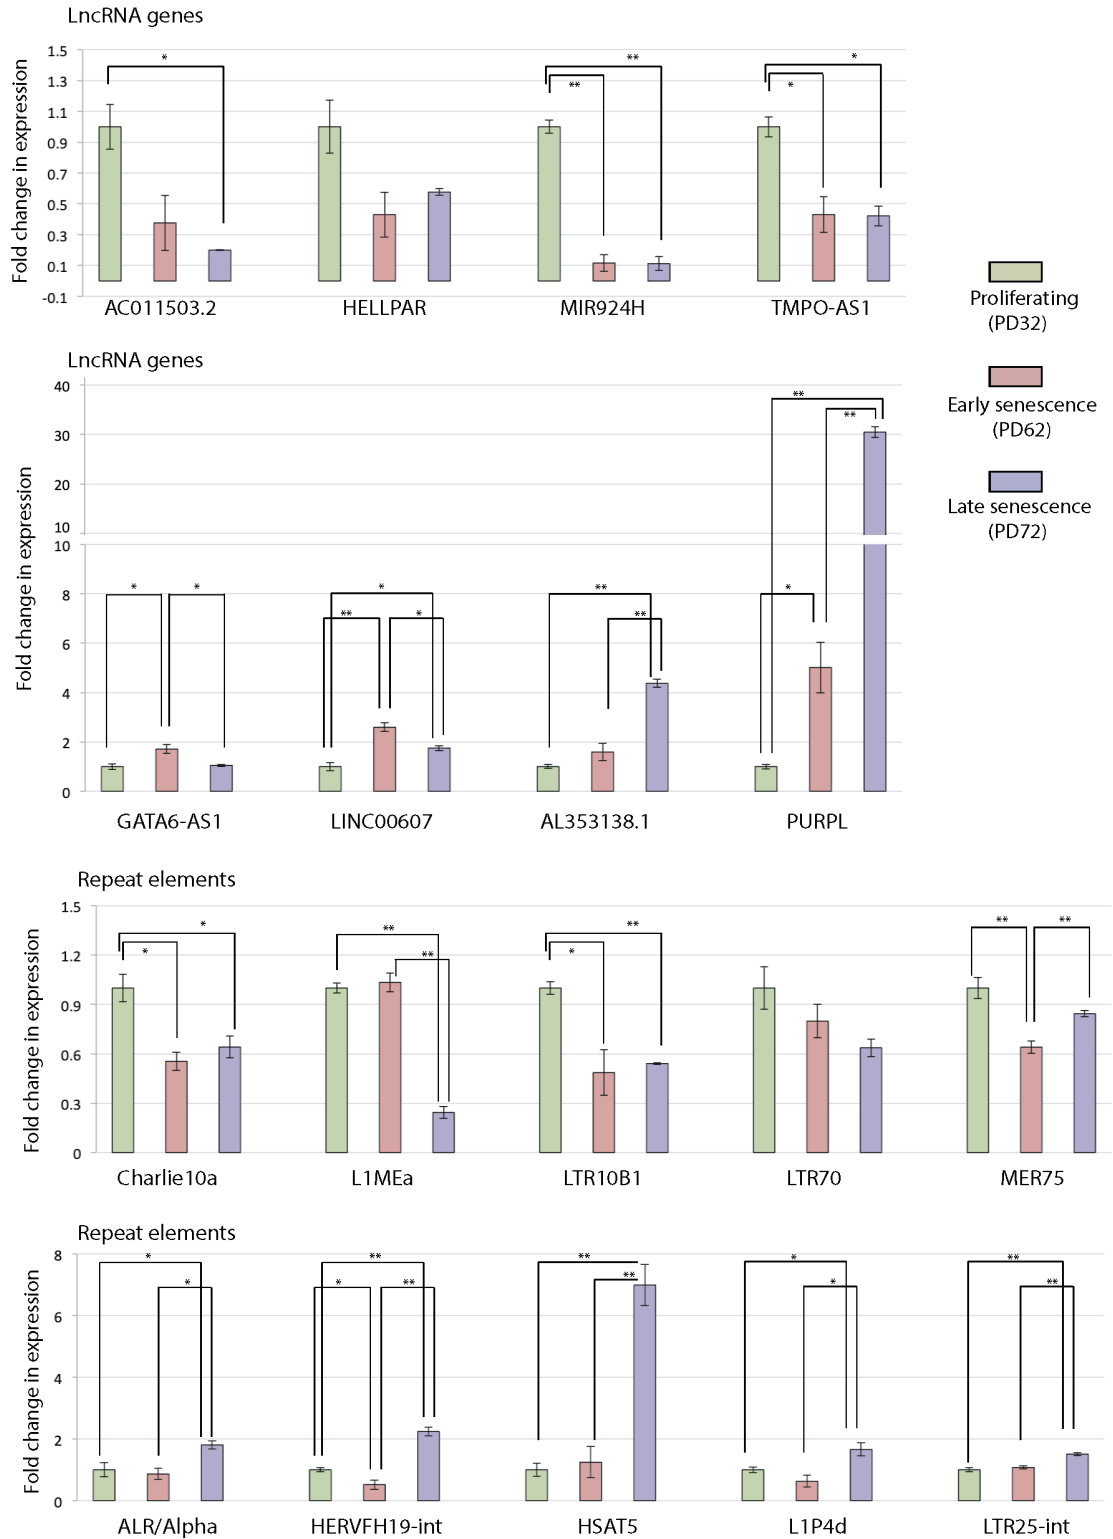 LncRNA genes
Fold change in expression
1.5
1.3
1.1
0.9
0.7
0.5
0.3
0.1
-0.1
*
** **
* *
AC011503.2 HELLPAR MIR924H TMPO-AS1
Proliferating
(PD32)
Early senescence
(PD62)
Late senescence
(PD72)
LncRNA genes
Fold change in expression
40
30
20
10
10
8
6
4
2
0
* *
** * *
** **
* ** **
GATA6-AS1 LINC00607 AL353138.1 PURPL
Repeat elements
Fold change in expression
1.5
1.2
0.9
0.6
0.3
0
* *
** **
* **
** **
Charlie10a L1MEa LTR10B1 LTR70 MER75
Repeat elements
Fold change in expression
8
6
4
2
0
* *
* ** **
** **
* *
** **
ALR/Alpha HERVFH19-int HSAT5 L1P4d LTR25-int